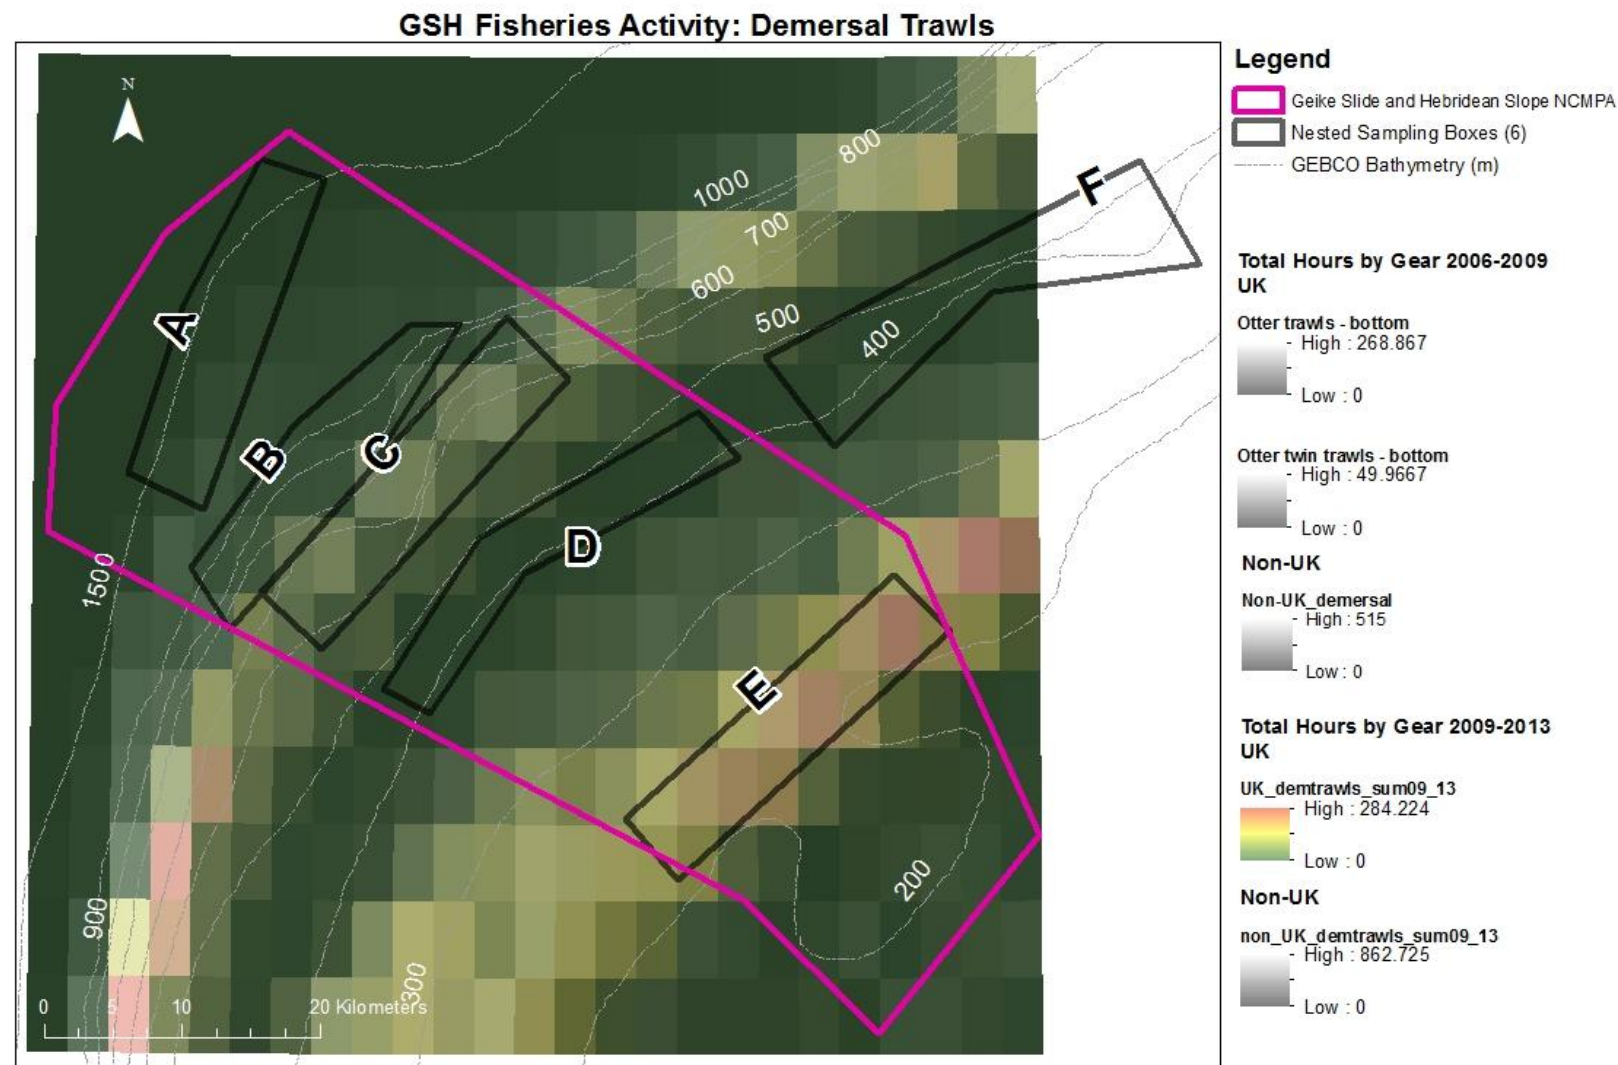 GSH Fisheries Activity: Demersal Trawls
N
A
B
C
D
E
F
1000
800
700
600
500
400
1500
900
300
200
0 5 10 20 Kilometers
Legend
Geike Slide and Hebridean Slope NCMPA
Nested Sampling Boxes (6)
GEBCO Bathymetry (m)
Total Hours by Gear 2006-2009
UK
Otter trawls - bottom
High : 268.867
Low : 0
Otter twin trawls - bottom
High : 49.9667
Low : 0
Non-UK
Non-UK_demersal
High : 515
Low : 0
Total Hours by Gear 2009-2013
UK
UK_demtrawls_sum09_13
High : 284.224
Low : 0
Non-UK
non_UK_demtrawls_sum09_13
High : 862.725
Low : 0